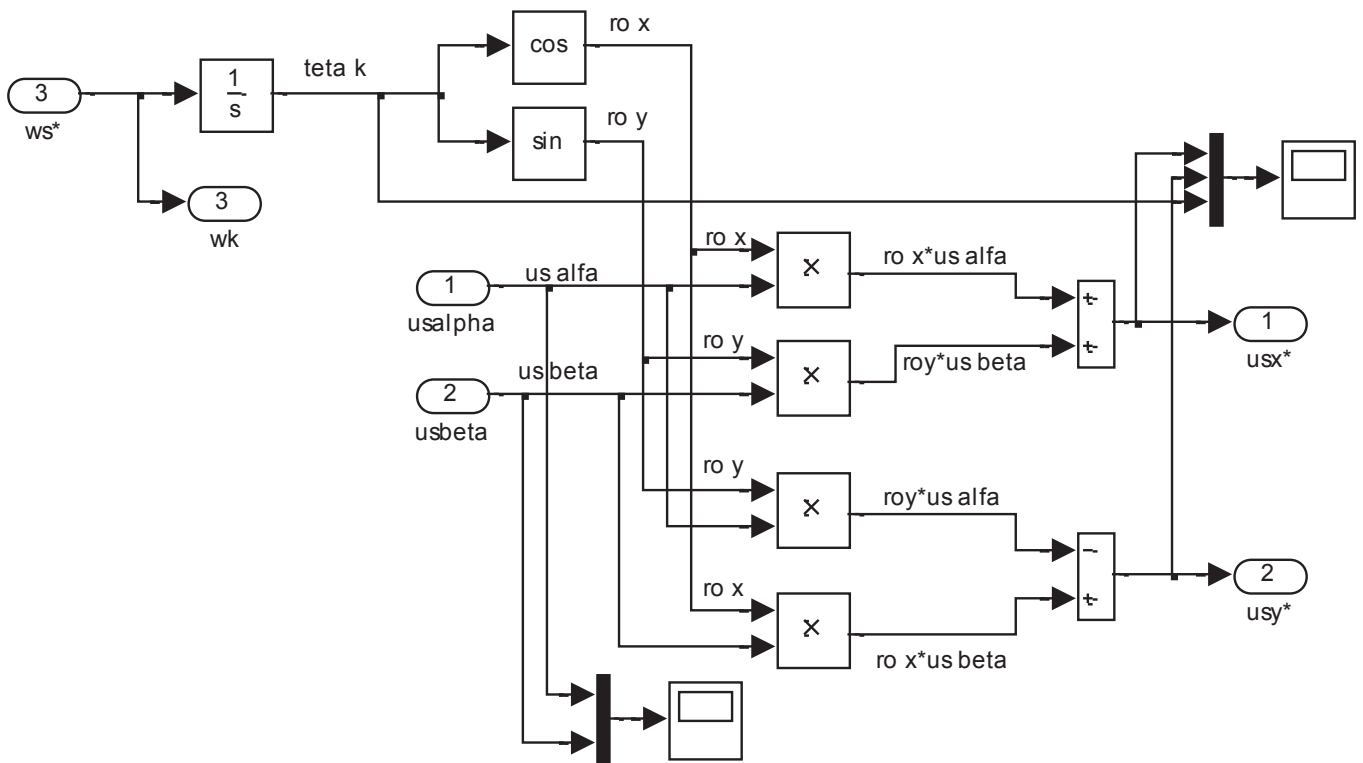 ro x
cos
teta k
3
1
s
ws*
ro y
sin
3
wk
ro x
×
ro x*us alfa
us alfa
1
usalpha
+
+
1
usx*
ro y
×
roy*us beta
us beta
2
usbeta
ro y
×
roy*us alfa
−
+
2
usy*
ro x
×
ro x*us beta